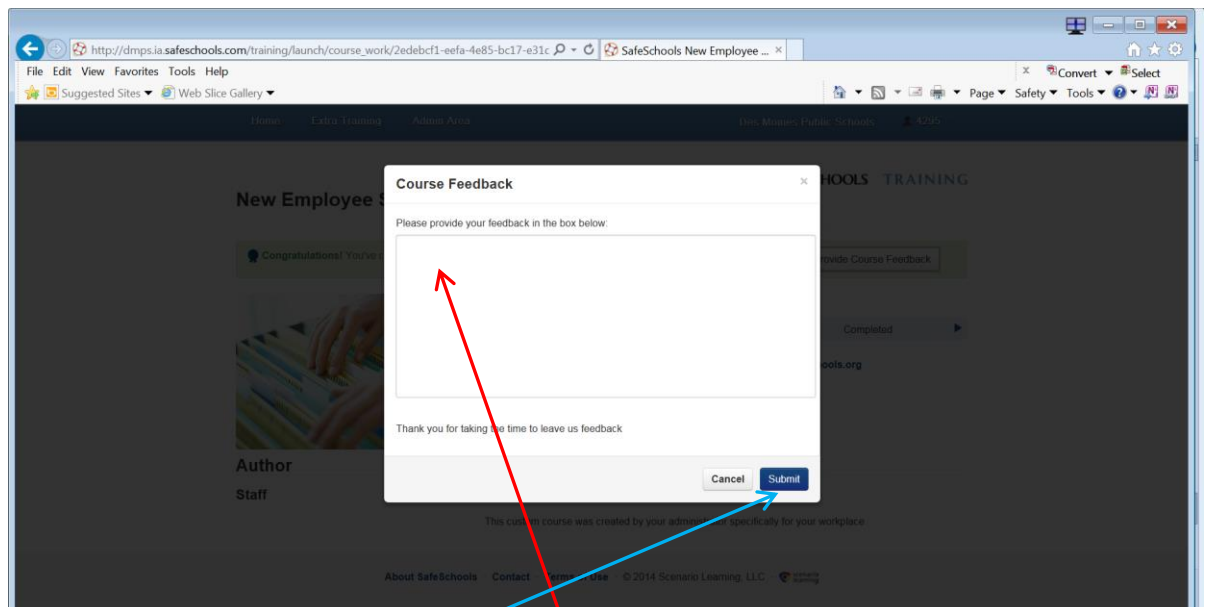 http://dmps.ia.safeschools.com/training/launch/course_work/2edebcf1-eefa-4e85-bc17-e31c
SafeSchools New Employee ... ×
File Edit View Favorites Tools Help
x Convert Select
Suggested Sites Web Slice Gallery
Page Safety Tools
Home Extra Training Admin Area Des Moines Public Schools 4295
HOOLS TRAINING
New Employee S
Course Feedback ×
Please provide your feedback in the box below:
Congratulations! You've
rovide Course Feedback
Completed
ools.org
Thank you for taking the time to leave us feedback
Author
Staff
Cancel Submit
This custom course was created by your administrator specifically for your workplace
About SafeSchools Contact Terms of Use © 2014 Scenario Learning, LLC scenario learning